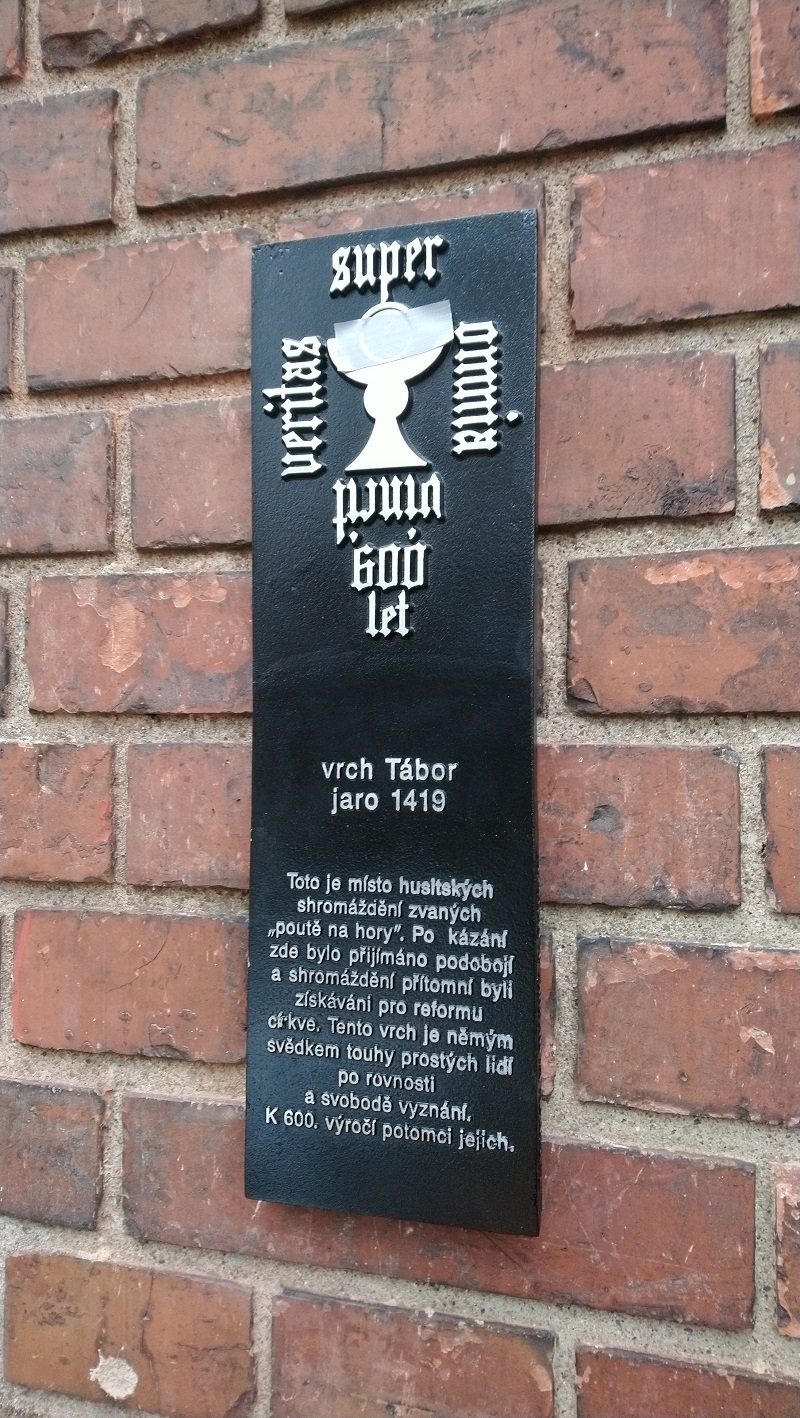 super
veritas
omnia
vincit
600
let
vrch Tábor
jaro 1419
Toto je místo husitských
shromáždění zvaných
„poutě na hory". Po kázání
zde bylo přijímáno podobojí
a shromáždění přítomní byli
získáváni pro reformu
církve. Tento vrch je němým
svědkem touhy prostých lidí
po rovnosti
a svobodě vyznání.
K 600. výročí potomci jejich.